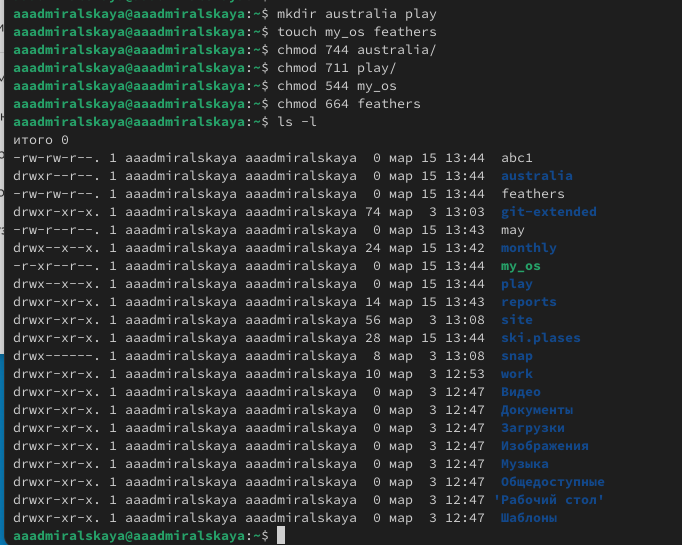 aaadmiralskaya@aaadmiralskaya:~$ mkdir australia play
aaadmiralskaya@aaadmiralskaya:~$ touch my_os feathers
aaadmiralskaya@aaadmiralskaya:~$ chmod 744 australia/
aaadmiralskaya@aaadmiralskaya:~$ chmod 711 play/
aaadmiralskaya@aaadmiralskaya:~$ chmod 544 my_os
aaadmiralskaya@aaadmiralskaya:~$ chmod 664 feathers
aaadmiralskaya@aaadmiralskaya:~$ ls -l
итого 0
-rw-rw-r--. 1 aaadmiralskaya aaadmiralskaya  0 мар 15 13:44  abc1
drwxr--r--. 1 aaadmiralskaya aaadmiralskaya  0 мар 15 13:44  australia
-rw-rw-r--. 1 aaadmiralskaya aaadmiralskaya  0 мар 15 13:44  feathers
drwxr-xr-x. 1 aaadmiralskaya aaadmiralskaya 74 мар  3 13:03  git-extended
-rw-r--r--. 1 aaadmiralskaya aaadmiralskaya  0 мар 15 13:43  may
drwx--x--x. 1 aaadmiralskaya aaadmiralskaya 24 мар 15 13:42  monthly
-r-xr--r--. 1 aaadmiralskaya aaadmiralskaya  0 мар 15 13:44  my_os
drwx--x--x. 1 aaadmiralskaya aaadmiralskaya  0 мар 15 13:44  play
drwxr-xr-x. 1 aaadmiralskaya aaadmiralskaya 14 мар 15 13:43  reports
drwxr-xr-x. 1 aaadmiralskaya aaadmiralskaya 56 мар  3 13:08  site
drwxr-xr-x. 1 aaadmiralskaya aaadmiralskaya 28 мар 15 13:44  ski.plases
drwx------. 1 aaadmiralskaya aaadmiralskaya  8 мар  3 13:08  snap
drwxr-xr-x. 1 aaadmiralskaya aaadmiralskaya 10 мар  3 12:53  work
drwxr-xr-x. 1 aaadmiralskaya aaadmiralskaya  0 мар  3 12:47  Видео
drwxr-xr-x. 1 aaadmiralskaya aaadmiralskaya  0 мар  3 12:47  Документы
drwxr-xr-x. 1 aaadmiralskaya aaadmiralskaya  0 мар  3 12:47  Загрузки
drwxr-xr-x. 1 aaadmiralskaya aaadmiralskaya  0 мар  3 12:47  Изображения
drwxr-xr-x. 1 aaadmiralskaya aaadmiralskaya  0 мар  3 12:47  Музыка
drwxr-xr-x. 1 aaadmiralskaya aaadmiralskaya  0 мар  3 12:47  Общедоступные
drwxr-xr-x. 1 aaadmiralskaya aaadmiralskaya  0 мар  3 12:47 'Рабочий стол'
drwxr-xr-x. 1 aaadmiralskaya aaadmiralskaya  0 мар  3 12:47  Шаблоны
aaadmiralskaya@aaadmiralskaya:~$